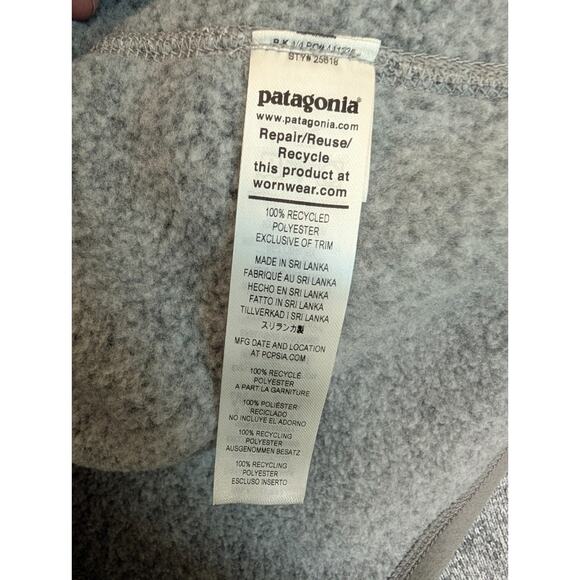 STY# 25618
patagonia®
www.patagonia.com
Repair/Reuse/
Recycle
this product at
wornwear.com
100% RECYCLED
POLYESTER
EXCLUSIVE OF TRIM
MADE IN SRI LANKA
FABRIQUÉ AU SRI LANKA
HECHO EN SRI LANKA
FATTO IN SRI LANKA
TILLVERKAD I SRI LANKA
スリランカ製
MFG DATE AND LOCATION
AT PCPSIA.COM
100% RECYCLÉ
POLYESTER
A PART LA GARNITURE
100% POLIÉSTER
RECICLADO
NO INCLUYE EL ADORNO
100% RECYCLING
POLYESTER
AUSGENOMMEN BESATZ
100% RECYCLING
POLYESTER
ESCLUSO INSERTO